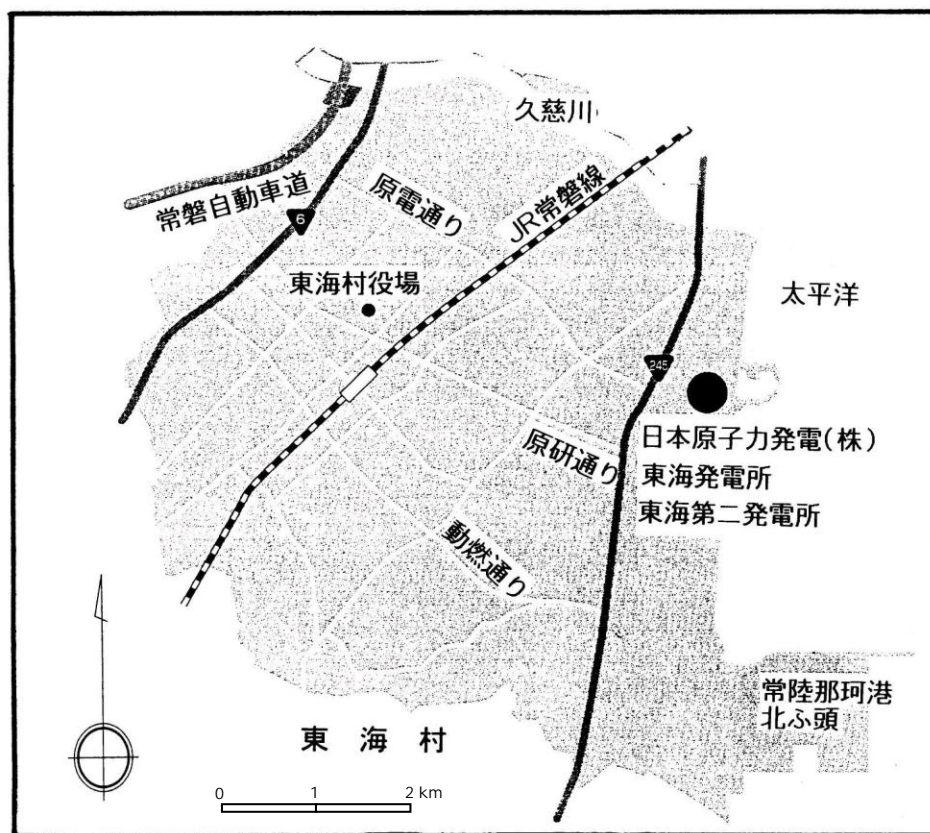 久慈川
常磐自動車道
6
原電通り
JR常磐線
東海村役場
太平洋
245
日本原子力発電(株)
東海発電所
東海第二発電所
原研通り
動燃通り
常陸那珂港
北ふ頭
東海村
0 1 2 km